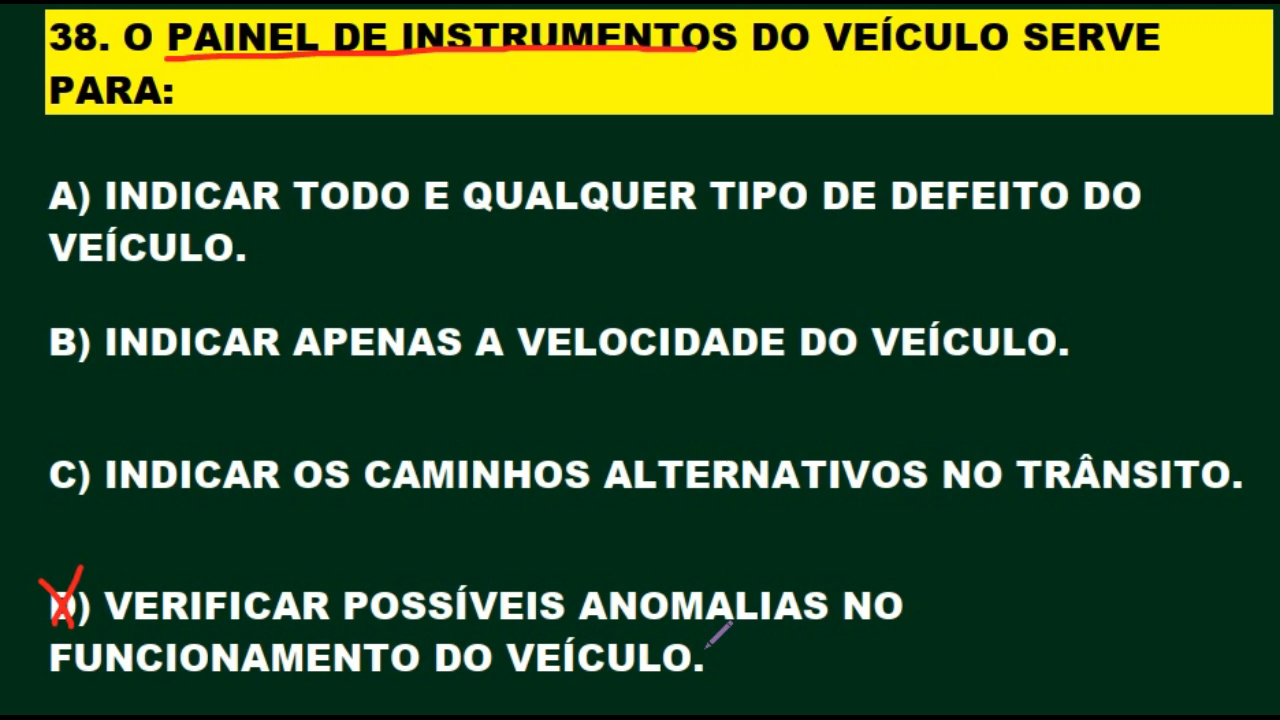 38. O PAINEL DE INSTRUMENTOS DO VEÍCULO SERVE
PARA:
A) INDICAR TODO E QUALQUER TIPO DE DEFEITO DO
VEÍCULO.
B) INDICAR APENAS A VELOCIDADE DO VEÍCULO.
C) INDICAR OS CAMINHOS ALTERNATIVOS NO TRÂNSITO.
D) VERIFICAR POSSÍVEIS ANOMALIAS NO
FUNCIONAMENTO DO VEÍCULO.